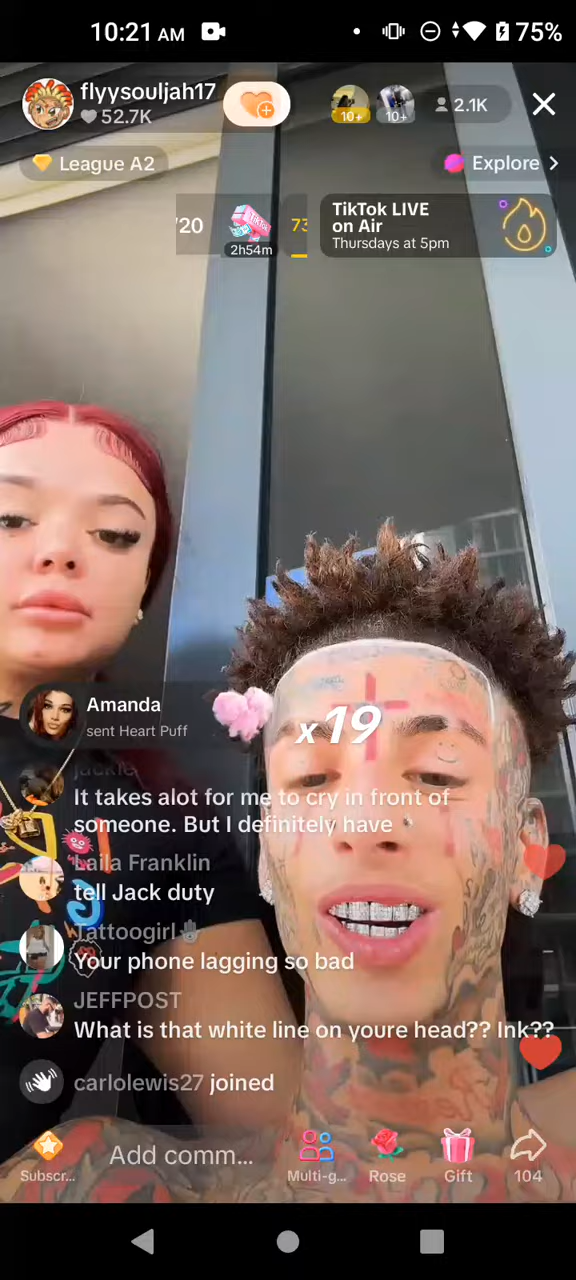 10:21 AM
75%
flyysouljah17
52.7K
10+
10+
2.1K
League A2
Explore
/20
TikTok
2h54m
73
TikTok LIVE
on Air
Thursdays at 5pm
Amanda
sent Heart Puff
x19
jackie
It takes alot for me to cry in front of
someone. But I definitely have
Laila Franklin
tell Jack duty
Tattoogirl
Your phone lagging so bad
JEFFPOST
What is that white line on youre head?? Ink??
carlolewis27 joined
Add comm...
Subscr...
Multi-g...
Rose
Gift
104